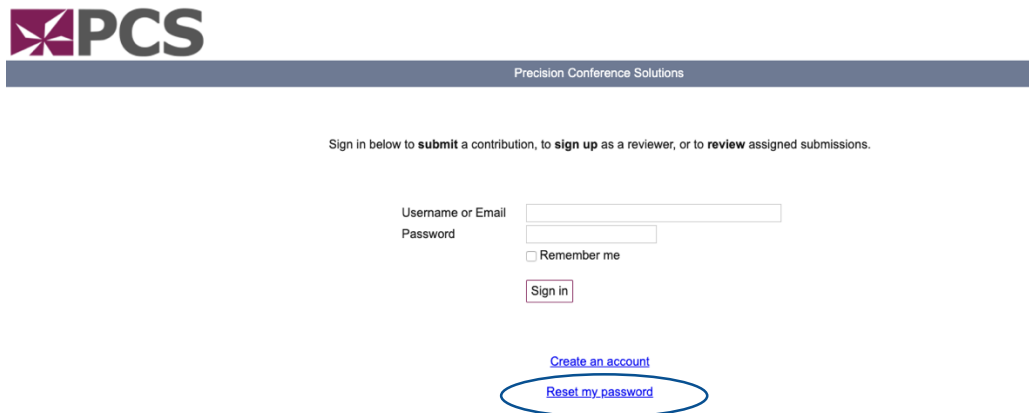 PCS
Precision Conference Solutions
Sign in below to submit a contribution, to sign up as a reviewer, or to review assigned submissions.
Username or Email
Password
Remember me
Sign in
Create an account
Reset my password